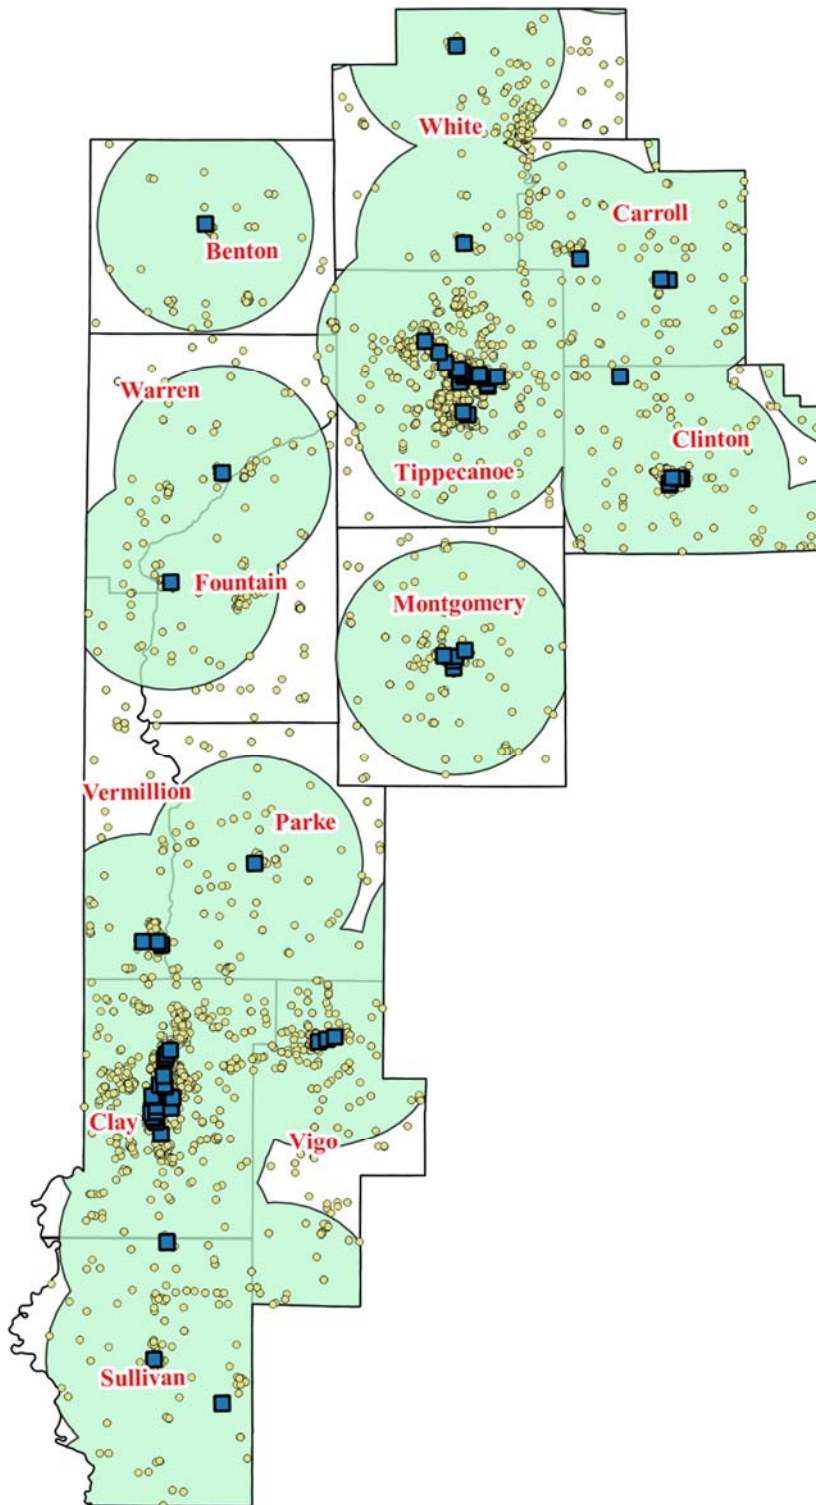 White
Carroll
Benton
Warren
Clinton
Tippecanoe
Fountain
Montgomery
Vermillion
Parke
Clay
Vigo
Sullivan